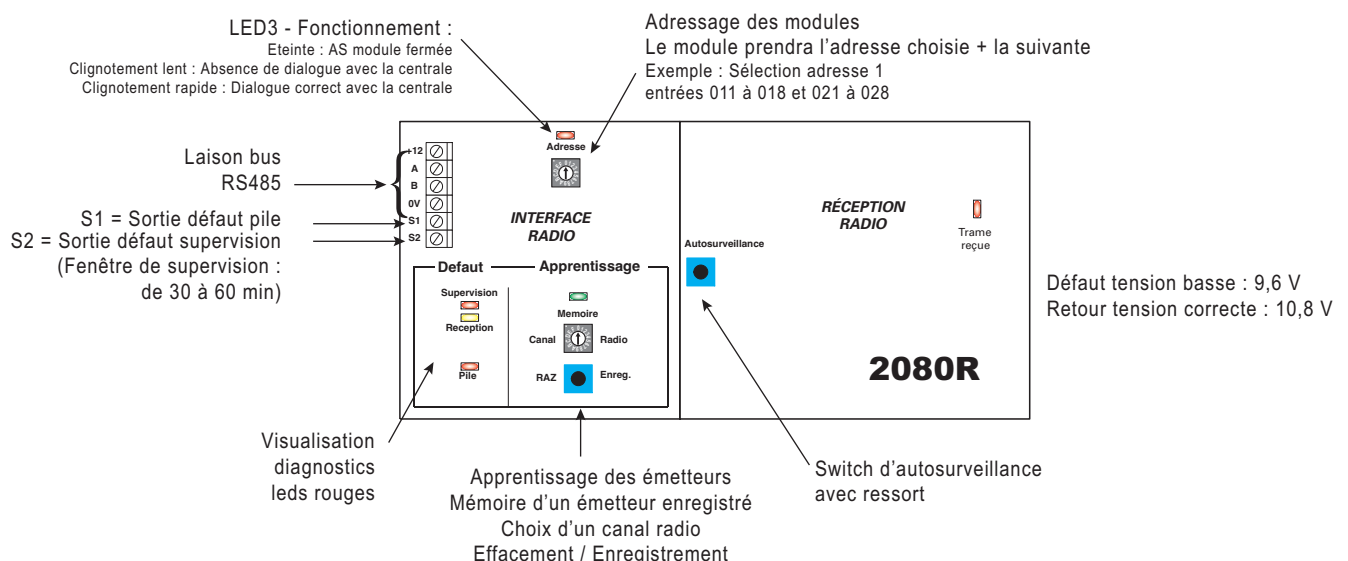 LED3 - Fonctionnement :
Eteinte : AS module fermée
Clignotement lent : Absence de dialogue avec la centrale
Clignotement rapide : Dialogue correct avec la centrale
Adressage des modules
Le module prendra l'adresse choisie + la suivante
Exemple : Sélection adresse 1
entrées 011 à 018 et 021 à 028
Laison bus
RS485
S1 = Sortie défaut pile
S2 = Sortie défaut supervision
(Fenêtre de supervision :
de 30 à 60 min)
+12
A
B
0V
S1
S2
Adresse
INTERFACE
RADIO
Defaut
Apprentissage
Supervision
Reception
Pile
Memoire
Canal
Radio
RAZ
Enreg.
Autosurveillance
RÉCEPTION
RADIO
Trame
reçue
2080R
Défaut tension basse : 9,6 V
Retour tension correcte : 10,8 V
Visualisation
diagnostics
leds rouges
Apprentissage des émetteurs
Mémoire d'un émetteur enregistré
Choix d'un canal radio
Effacement / Enregistrement
Switch d'autosurveillance
avec ressort